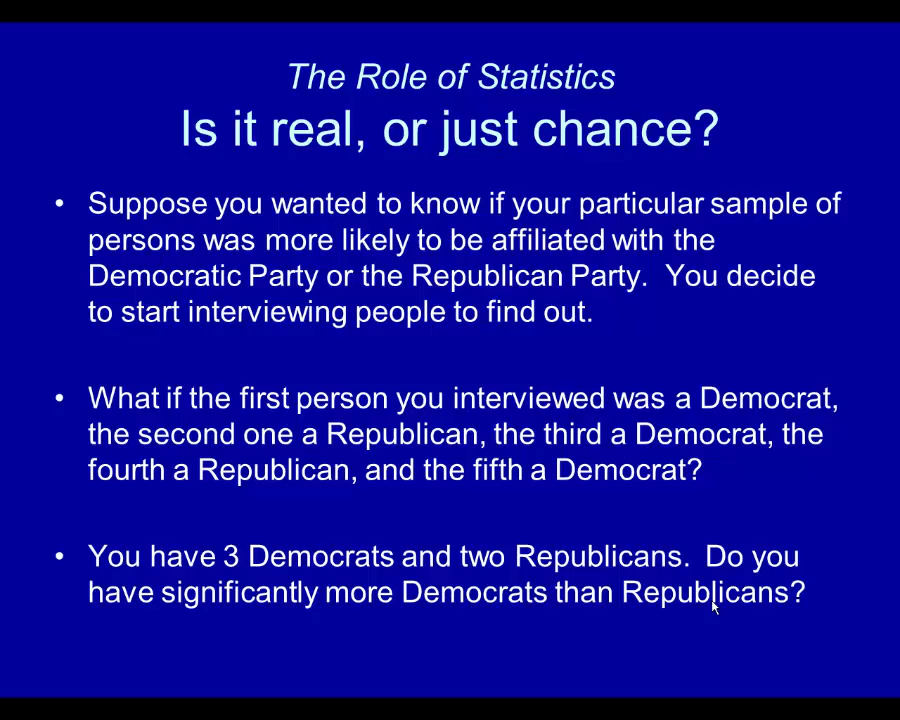 The Role of Statistics
Is it real, or just chance?
• Suppose you wanted to know if your particular sample of
persons was more likely to be affiliated with the
Democratic Party or the Republican Party.  You decide
to start interviewing people to find out.
• What if the first person you interviewed was a Democrat,
the second one a Republican, the third a Democrat, the
fourth a Republican, and the fifth a Democrat?
• You have 3 Democrats and two Republicans.  Do you
have significantly more Democrats than Republicans?